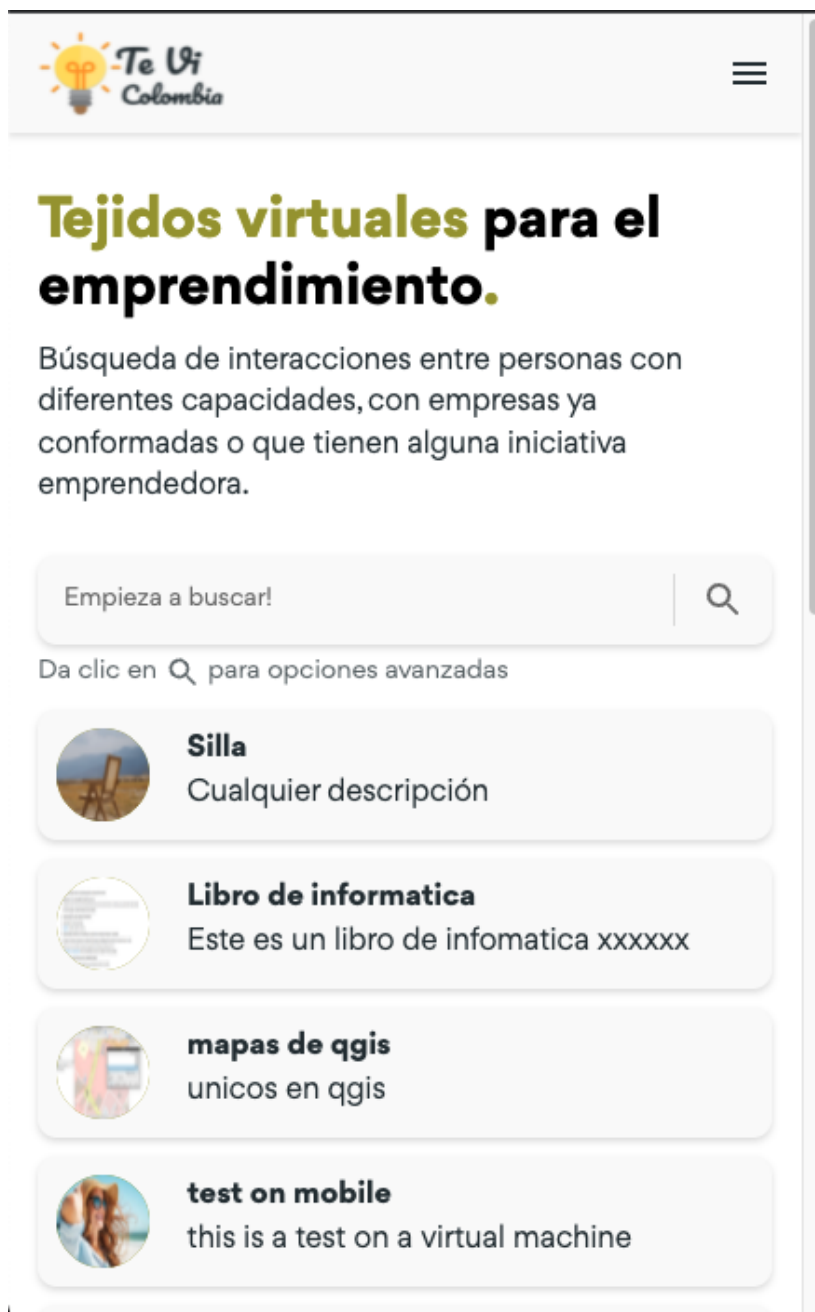 Te Vi
Colombia
Tejidos virtuales para el
emprendimiento.
Búsqueda de interacciones entre personas con
diferentes capacidades, con empresas ya
conformadas o que tienen alguna iniciativa
emprendedora.
Empieza a buscar!
Da clic en para opciones avanzadas
Silla
Cualquier descripción
Libro de informatica
Este es un libro de infomatica xxxxxx
mapas de qgis
unicos en qgis
test on mobile
this is a test on a virtual machine